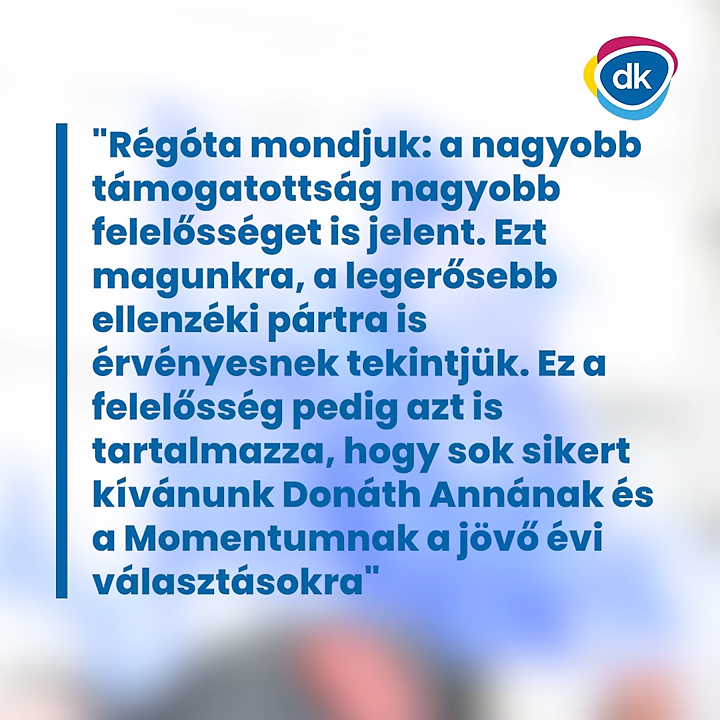 dk
"Régóta mondjuk: a nagyobb
támogatottság nagyobb
felelősséget is jelent. Ezt
magunkra, a legerősebb
ellenzéki pártra is
érvényesnek tekintjük. Ez a
felelősség pedig azt is
tartalmazza, hogy sok sikert
kívánunk Donáth Annának és
a Momentumnak a jövő évi
választásokra"